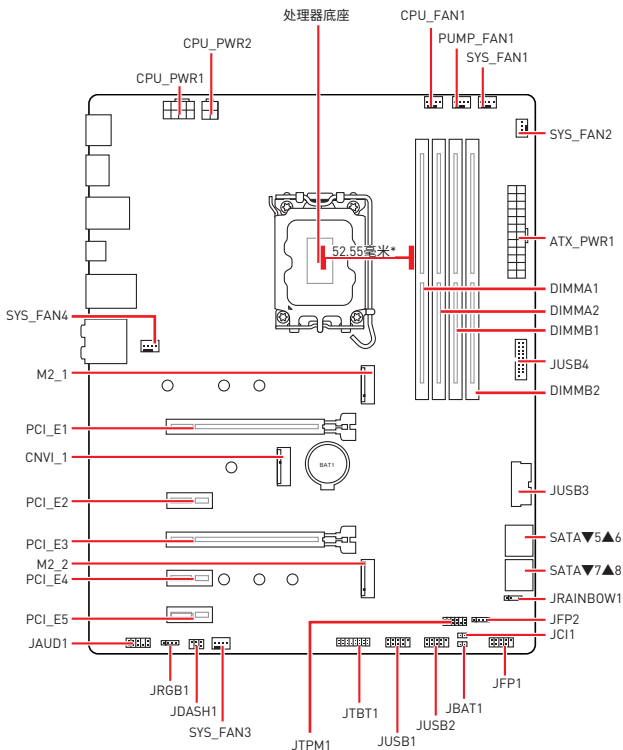 处理器底座
CPU_FAN1
PUMP_FAN1
SYS_FAN1
CPU_PWR2
CPU_PWR1
SYS_FAN2
52.55毫米*
ATX_PWR1
DIMMA1
DIMMA2
DIMMB1
SYS_FAN4
JUSB4
M2_1
DIMMB2
PCI_E1
CNVI_1
BAT1
PCI_E2
JUSB3
PCI_E3
SATA▼5▲6
M2_2
SATA▼7▲8
PCI_E4
JRAINBOW1
PCI_E5
JFP2
JCI1
JAUD1
JRGB1
JDASH1
SYS_FAN3
JTPM1
JTBT1
JUSB1
JUSB2
JBAT1
JFP1